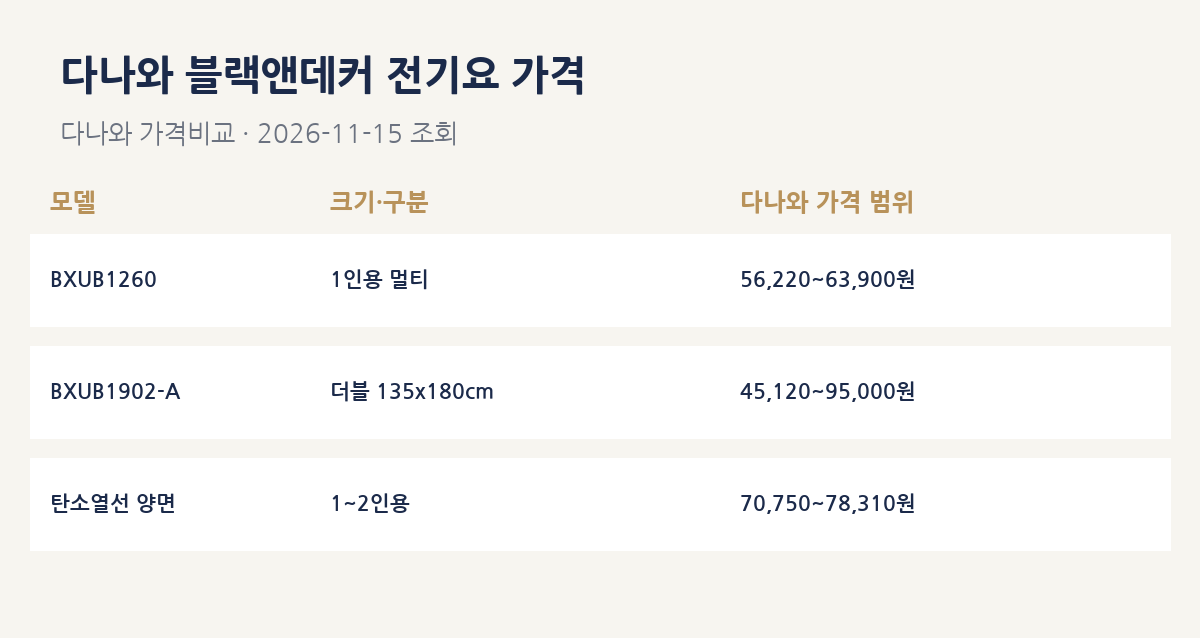 다나와 블랙앤데커 전기요 가격
다나와 가격비교 · 2026-11-15 조회
모델 크기·구분 다나와 가격 범위
BXUB1260 1인용 멀티 56,220~63,900원
BXUB1902-A 더블 135x180cm 45,120~95,000원
탄소열선 양면 1~2인용 70,750~78,310원